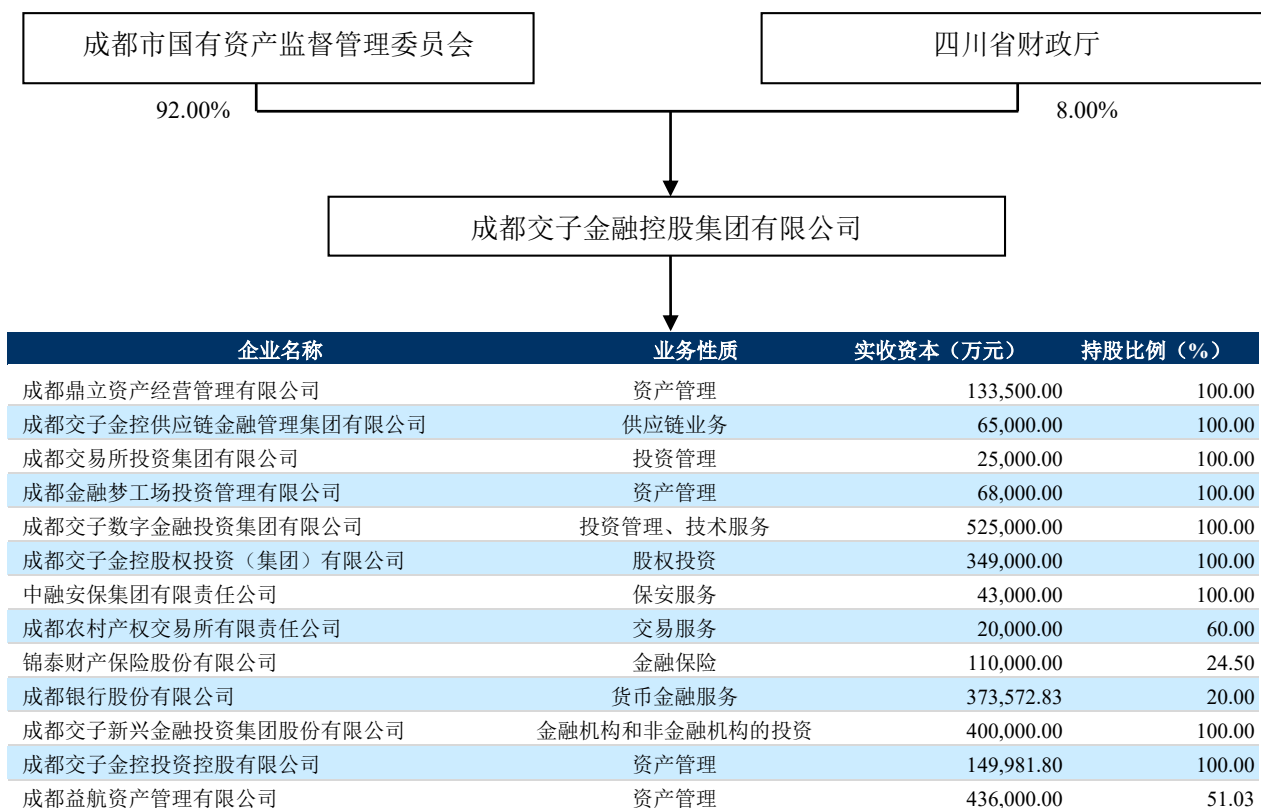 成都市国有资产监督管理委员会 四川省财政厅
92.00% 8.00%
成都交子金融控股集团有限公司
企业名称 业务性质 实收资本（万元） 持股比例（%）
成都鼎立资产经营管理有限公司 资产管理 133,500.00 100.00
成都交子金控供应链金融管理集团有限公司 供应链业务 65,000.00 100.00
成都交易所投资集团有限公司 投资管理 25,000.00 100.00
成都金融梦工场投资管理有限公司 资产管理 68,000.00 100.00
成都交子数字金融投资集团有限公司 投资管理、技术服务 525,000.00 100.00
成都交子金控股权投资（集团）有限公司 股权投资 349,000.00 100.00
中融安保集团有限责任公司 保安服务 43,000.00 100.00
成都农村产权交易所有限责任公司 交易服务 20,000.00 60.00
锦泰财产保险股份有限公司 金融保险 110,000.00 24.50
成都银行股份有限公司 货币金融服务 373,572.83 20.00
成都交子新兴金融投资集团股份有限公司 金融机构和非金融机构的投资 400,000.00 100.00
成都交子金控投资控股有限公司 资产管理 149,981.80 100.00
成都益航资产管理有限公司 资产管理 436,000.00 51.03